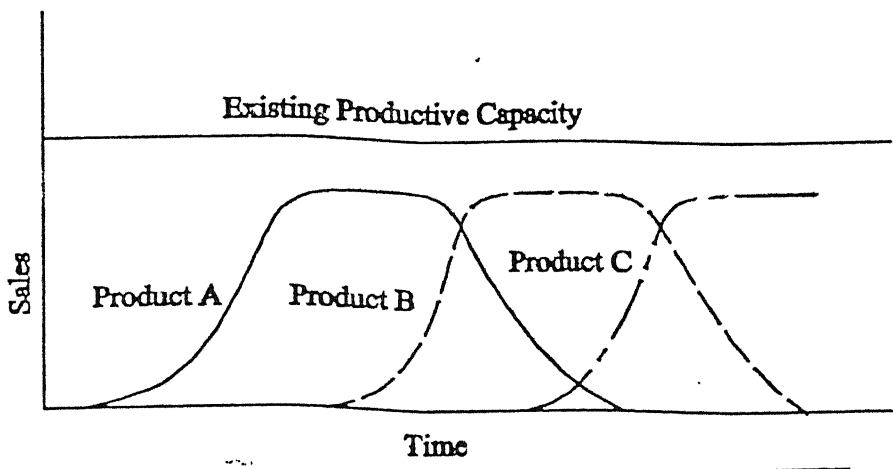 Existing Productive Capacity
Sales
Product A
Product B
Product C
Time